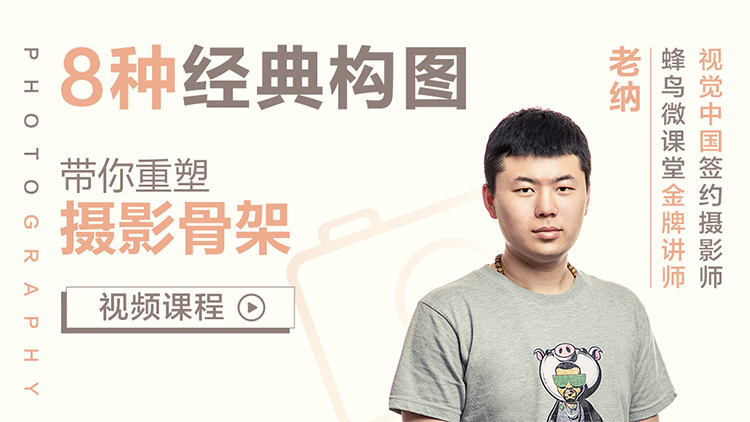 PHOTOGRAPHY
8种经典构图
带你重塑
摄影骨架
视频课程
老纳
蜂鸟微课堂金牌讲师
视觉中国签约摄影师